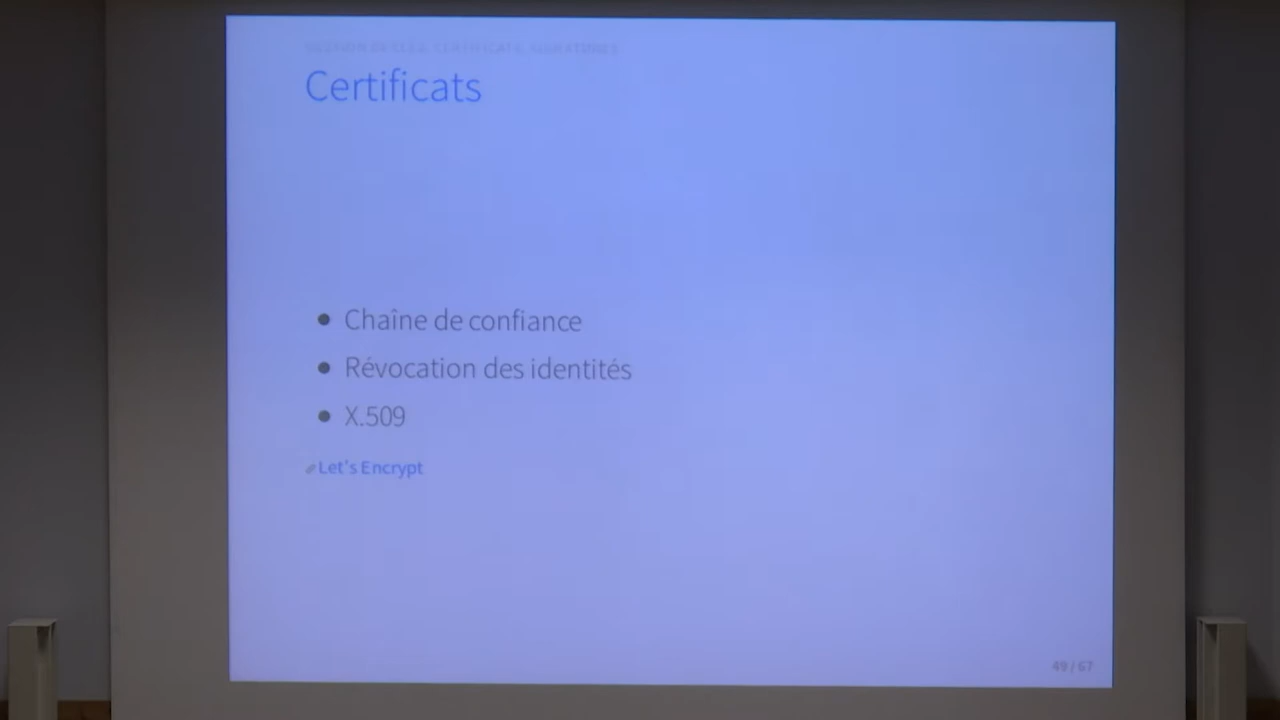 Certificats
Chaîne de confiance
Révocation des identités
X.509
Let's Encrypt
49 / 67